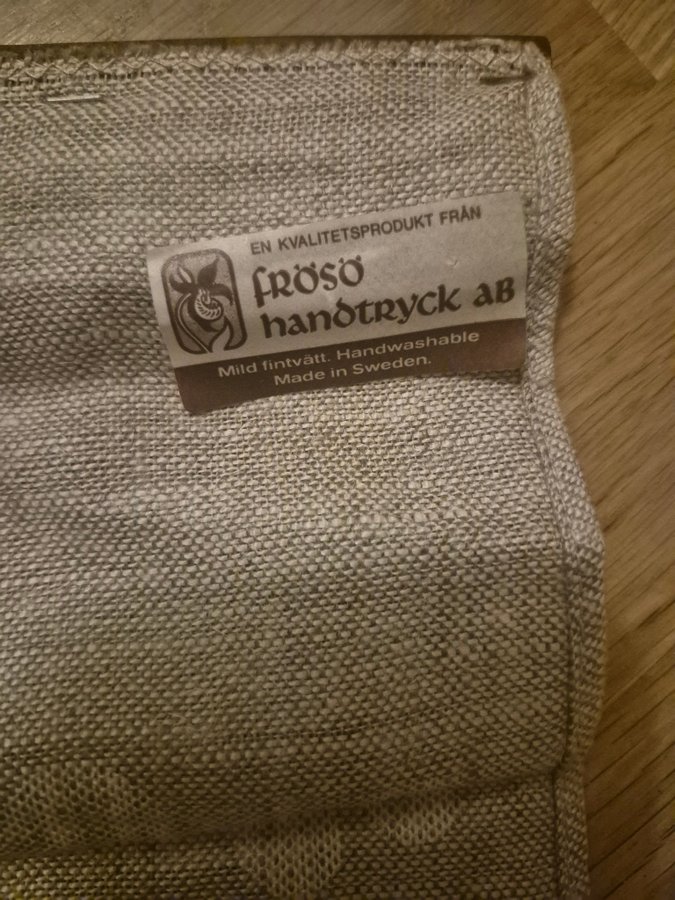 EN KVALITETSPRODUKT FRÅN
fRÖSÖ
handtryck aB
Mild fintvätt. Handwashable
Made in Sweden.